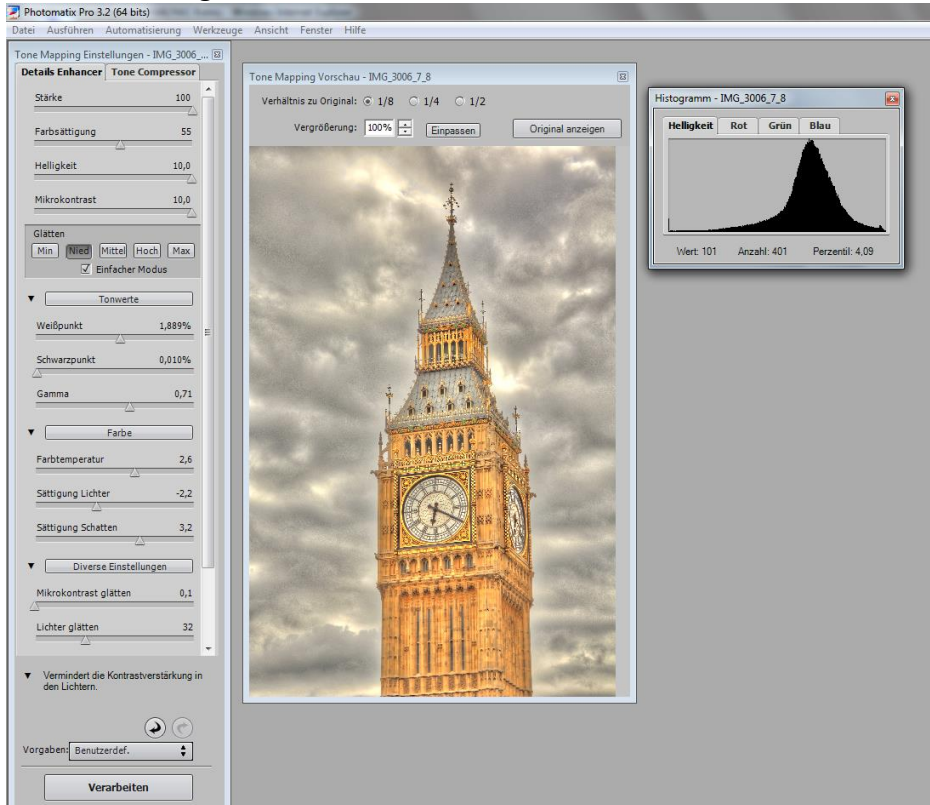 Photomatix Pro 3.2 (64 bits)
Datei Ausführen Automatisierung Werkzeuge Ansicht Fenster Hilfe
Tone Mapping Einstellungen - IMG_3006_...
Details Enhancer Tone Compressor
Stärke 100
Farbsättigung 55
Helligkeit 10,0
Mikrokontrast 10,0
Glätten
Min Nied Mittel Hoch Max
Einfacher Modus
Tonwerte
Weißpunkt 1,889%
Schwarzpunkt 0,010%
Gamma 0,71
Farbe
Farbtemperatur 2,6
Sättigung Lichter -2,2
Sättigung Schatten 3,2
Diverse Einstellungen
Mikrokontrast glätten 0,1
Lichter glätten 32
Vermindert die Kontrastverstärkung in
den Lichtern.
Vorgaben: Benutzerdef.
Verarbeiten
Tone Mapping Vorschau - IMG_3006_7_8
Verhältnis zu Original: 1/8 1/4 1/2
Vergrößerung: 100% Einpassen Original anzeigen
Histogramm - IMG_3006_7_8
Helligkeit Rot Grün Blau
Wert: 101 Anzahl: 401 Perzentil: 4,09